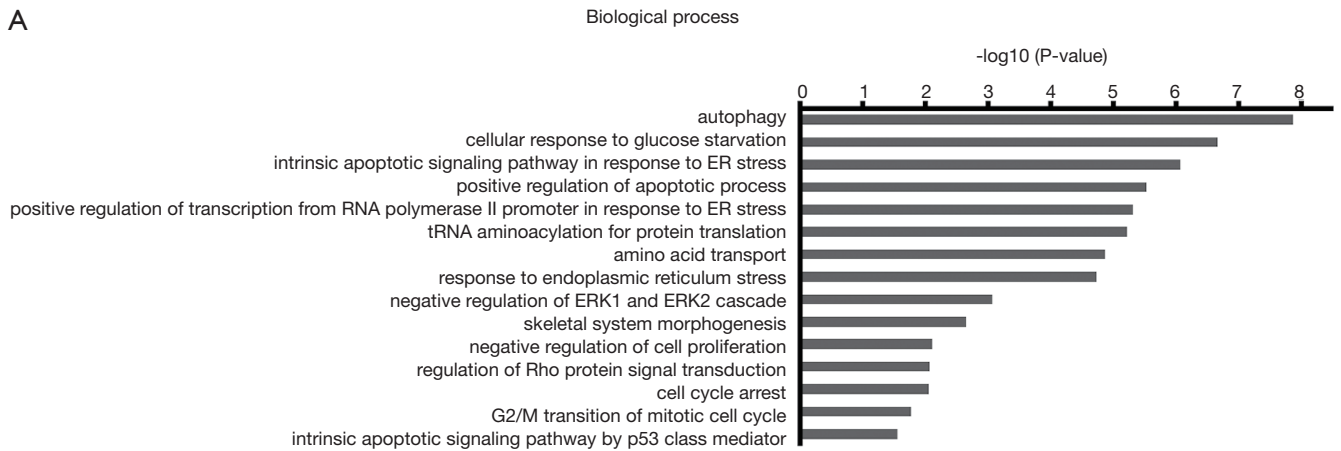 A
Biological process
-log10 (P-value)
0 1 2 3 4 5 6 7 8
autophagy
cellular response to glucose starvation
intrinsic apoptotic signaling pathway in response to ER stress
positive regulation of apoptotic process
positive regulation of transcription from RNA polymerase II promoter in response to ER stress
tRNA aminoacylation for protein translation
amino acid transport
response to endoplasmic reticulum stress
negative regulation of ERK1 and ERK2 cascade
skeletal system morphogenesis
negative regulation of cell proliferation
regulation of Rho protein signal transduction
cell cycle arrest
G2/M transition of mitotic cell cycle
intrinsic apoptotic signaling pathway by p53 class mediator